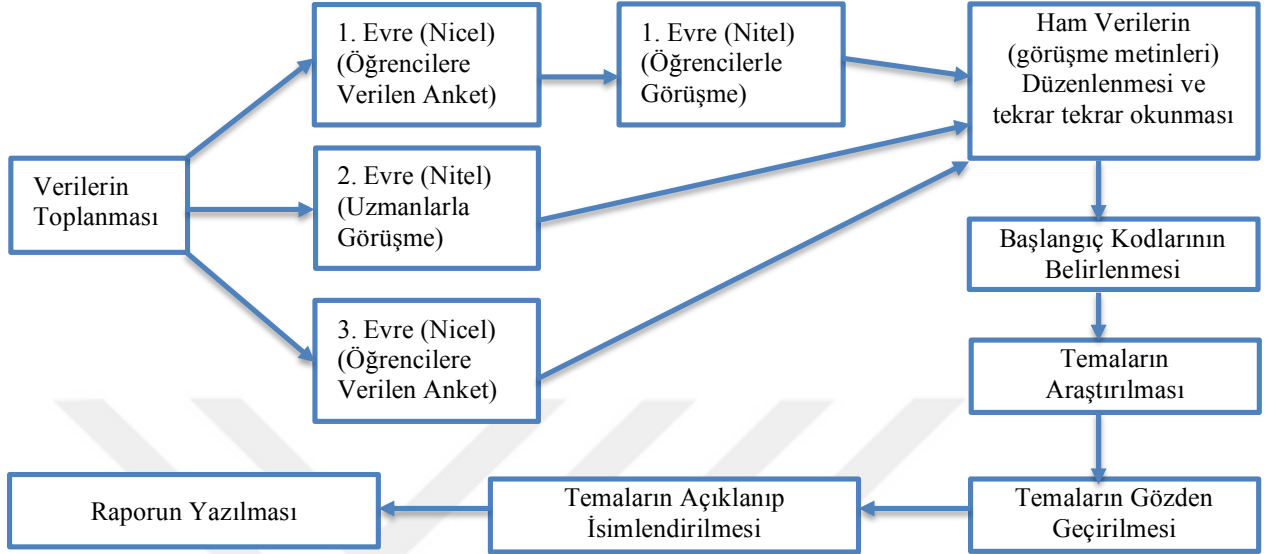 1. Evre (Nicel)
(Öğrencilere
Verilen Anket)
1. Evre (Nitel)
(Öğrencilerle
Görüşme)
Ham Verilerin
(görüşme metinleri)
Düzenlenmesi ve
tekrar tekrar okunması
Verilerin
Toplanması
2. Evre (Nitel)
(Uzmanlarla
Görüşme)
Başlangıç Kodlarının
Belirlenmesi
3. Evre (Nicel)
(Öğrencilere
Verilen Anket)
Temaların
Araştırılması
Raporun Yazılması
Temaların Açıklanıp
İsimlendirilmesi
Temaların Gözden
Geçirilmesi